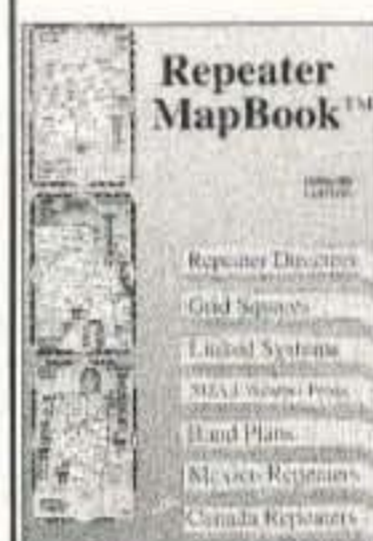 Repeater
MapBook™
Repeater Directory
Grid Squares
Linked Systems
Band Plans
Mexico Repeaters
Canada Repeaters